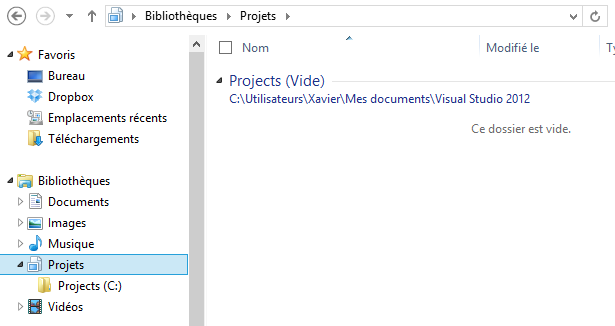 Bibliothèques Projets
Favoris
Bureau
Dropbox
Emplacements récents
Téléchargements
Bibliothèques
Documents
Images
Musique
Projets
Projects (C:)
Vidéos
Nom Modifié le Ty
Projects (Vide)
C:\Utilisateurs\Xavier\Mes documents\Visual Studio 2012
Ce dossier est vide.